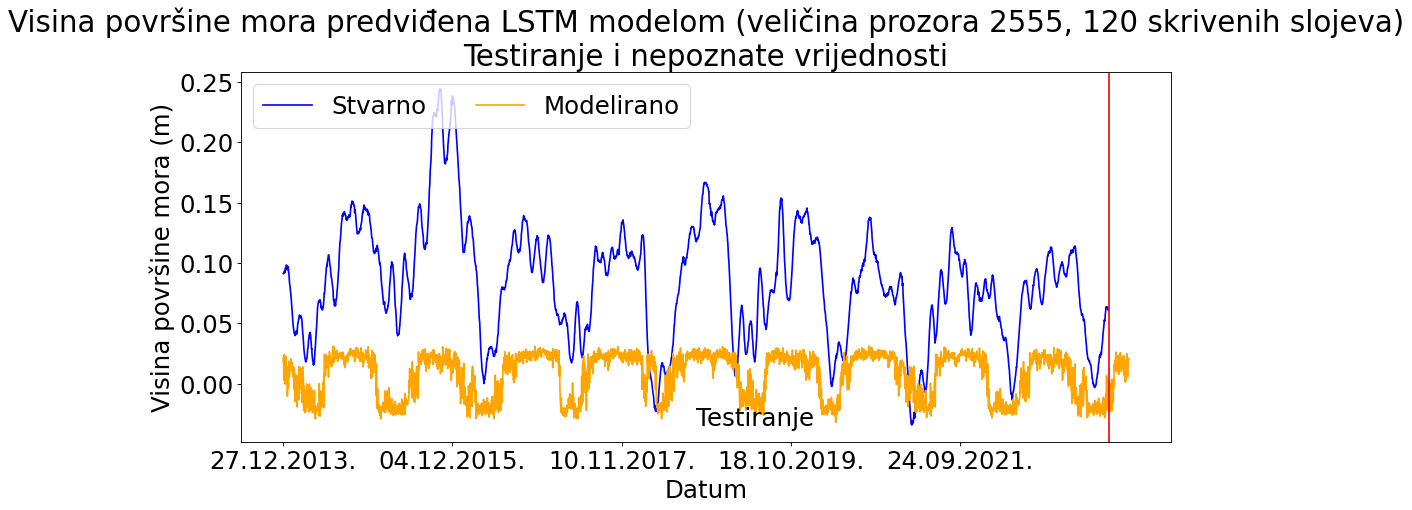 Visina površine mora predviđena LSTM modelom (veličina prozora 2555, 120 skrivenih slojeva)
Testiranje i nepoznate vrijednosti
Stvarno Modelirano
Visina površine mora (m)
0.25
0.20
0.15
0.10
0.05
0.00
Testiranje
27.12.2013. 04.12.2015. 10.11.2017. 18.10.2019. 24.09.2021.
Datum